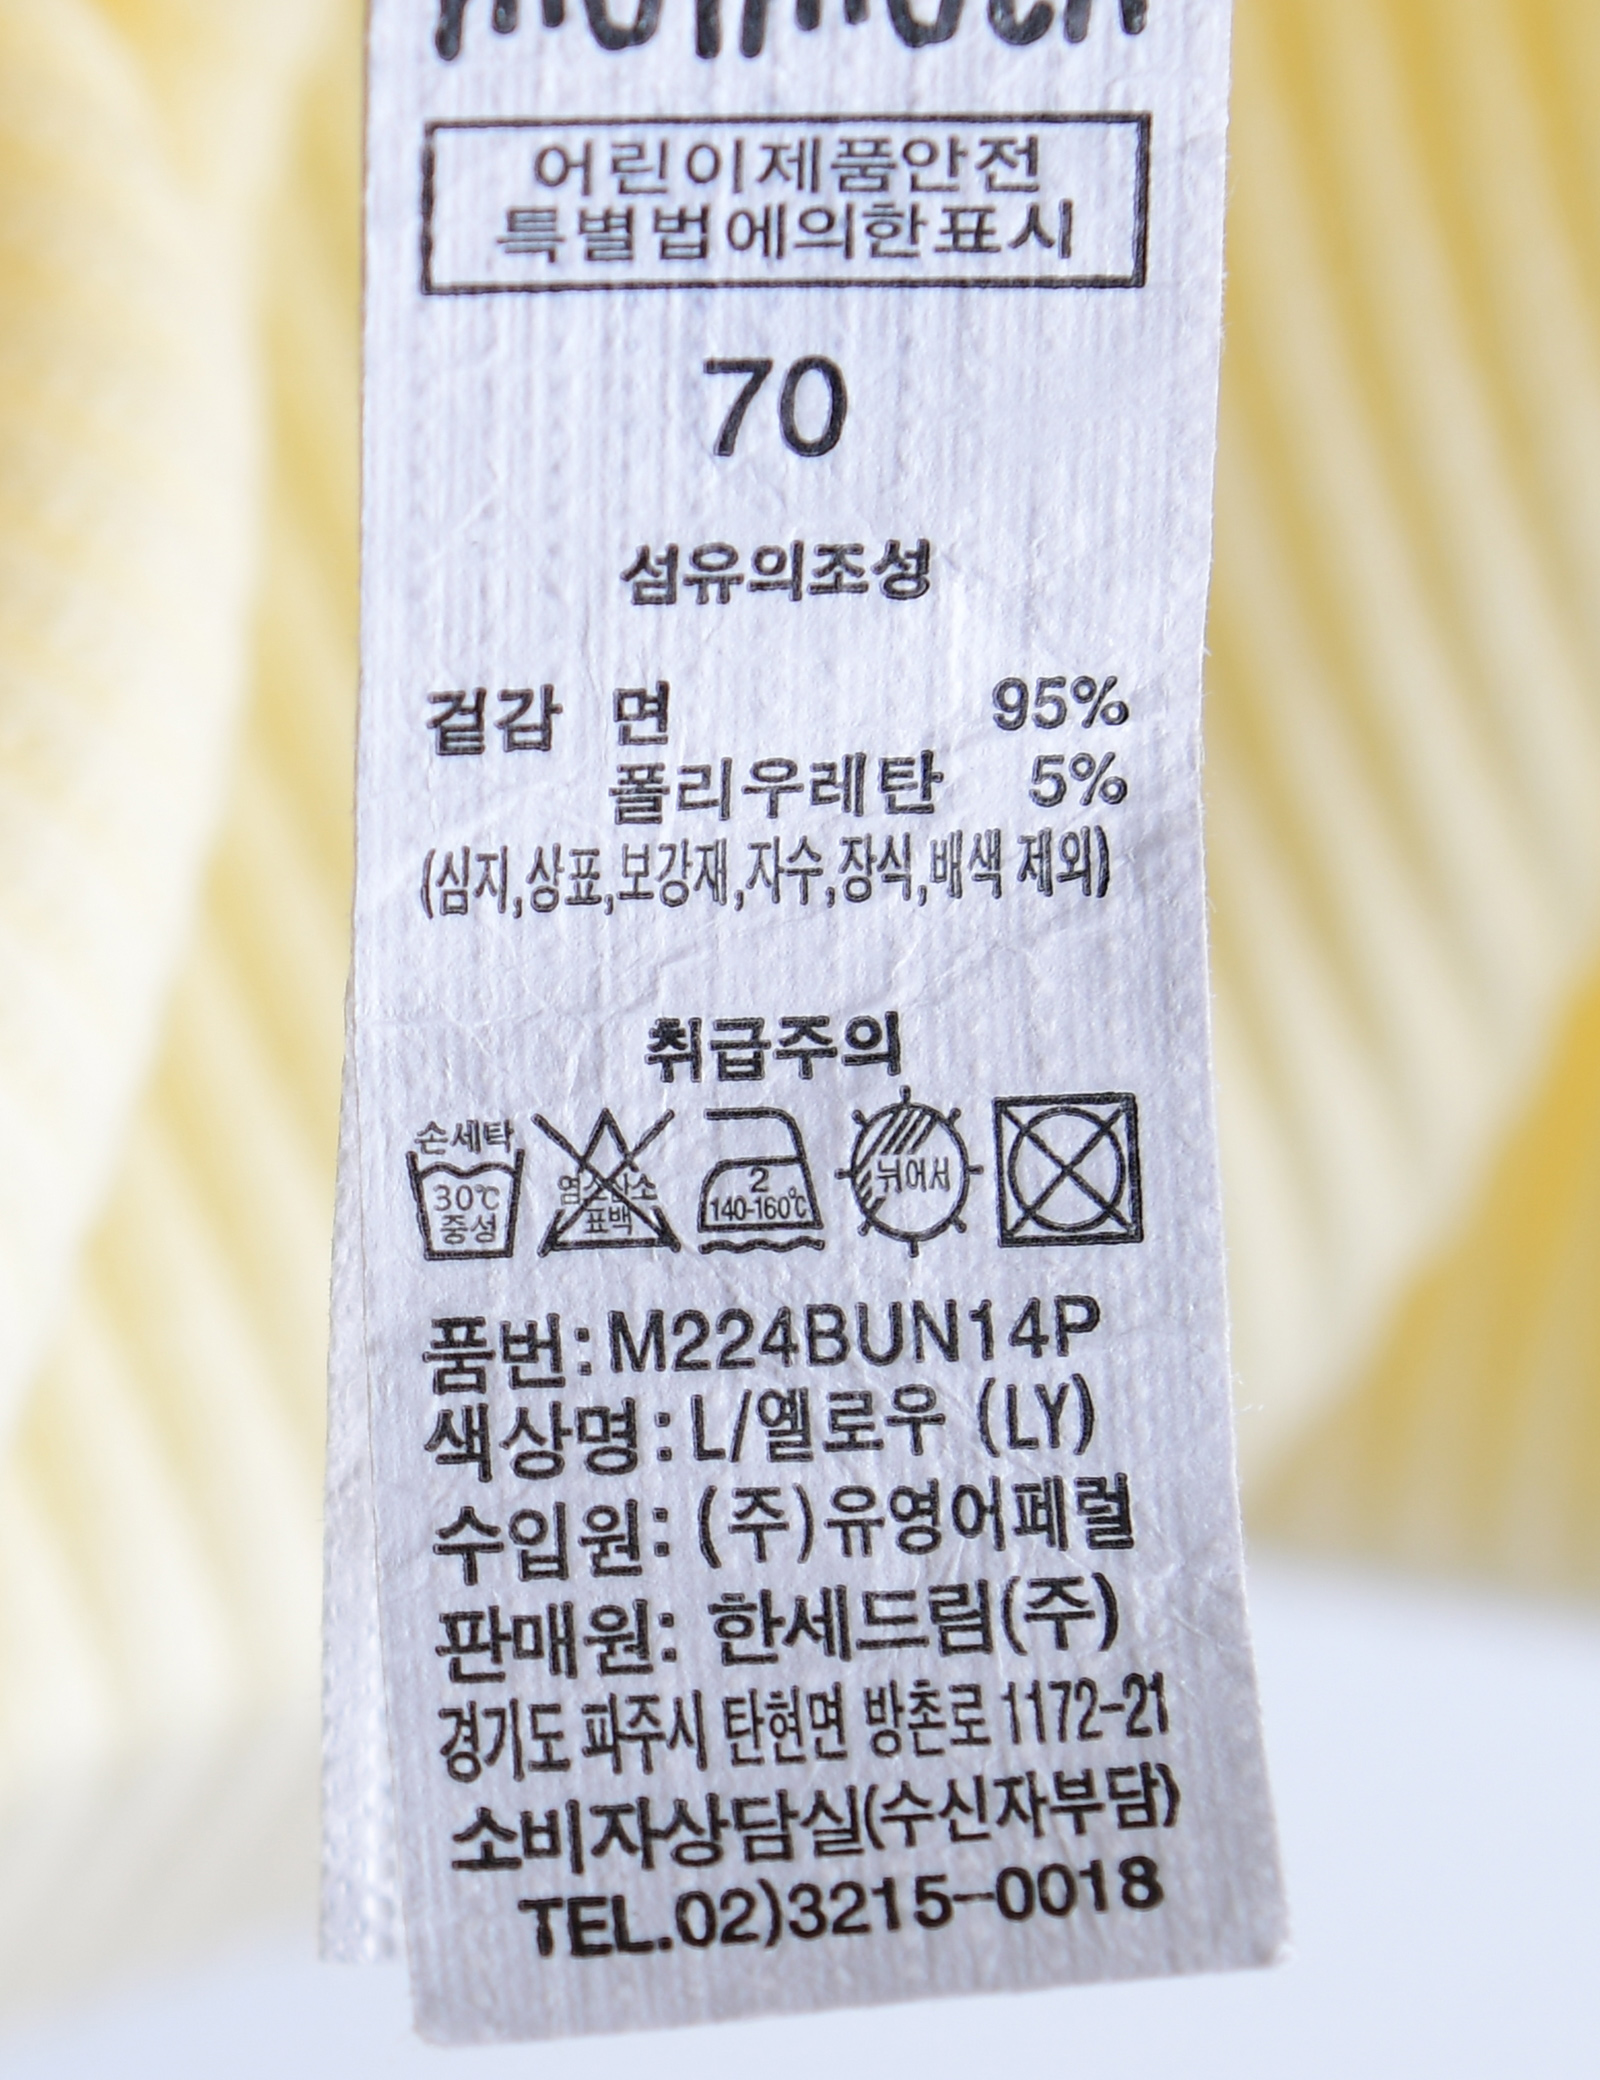 어린이제품안전
특별법에의한표시
70
섬유의조성
겉감 면 95%
폴리우레탄 5%
(심지,상표,보강재,자수,장식,배색 제외)
취급주의
손세탁
30℃
중성
염소산소
표백
2
140-160℃
뉘어서
품번:M224BUN14P
색상명:L/옐로우 (LY)
수입원: (주)유영어페럴
판매원: 한세드림(주)
경기도 파주시 탄현면 방촌로 1172-21
소비자상담실(수신자부담)
TEL.02)3215-0018